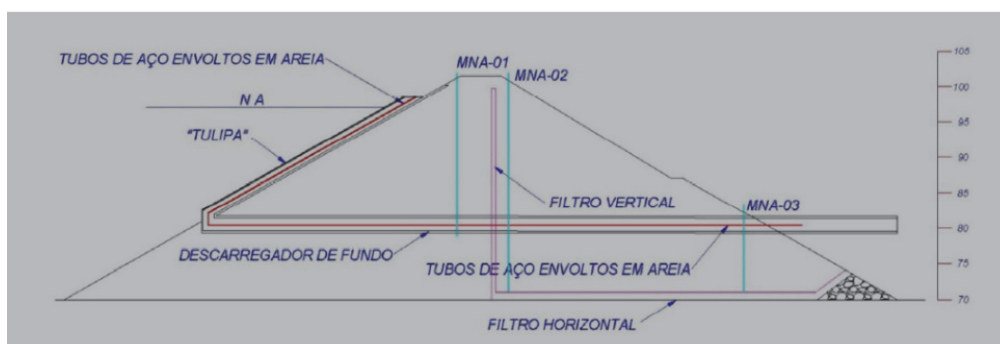 TUBOS DE AÇO ENVOLTOS EM AREIA
MNA-01
MNA-02
N A
"TULIPA"
FILTRO VERTICAL
MNA-03
DESCARREGADOR DE FUNDO
TUBOS DE AÇO ENVOLTOS EM AREIA
FILTRO HORIZONTAL
105
100
95
90
85
80
75
70